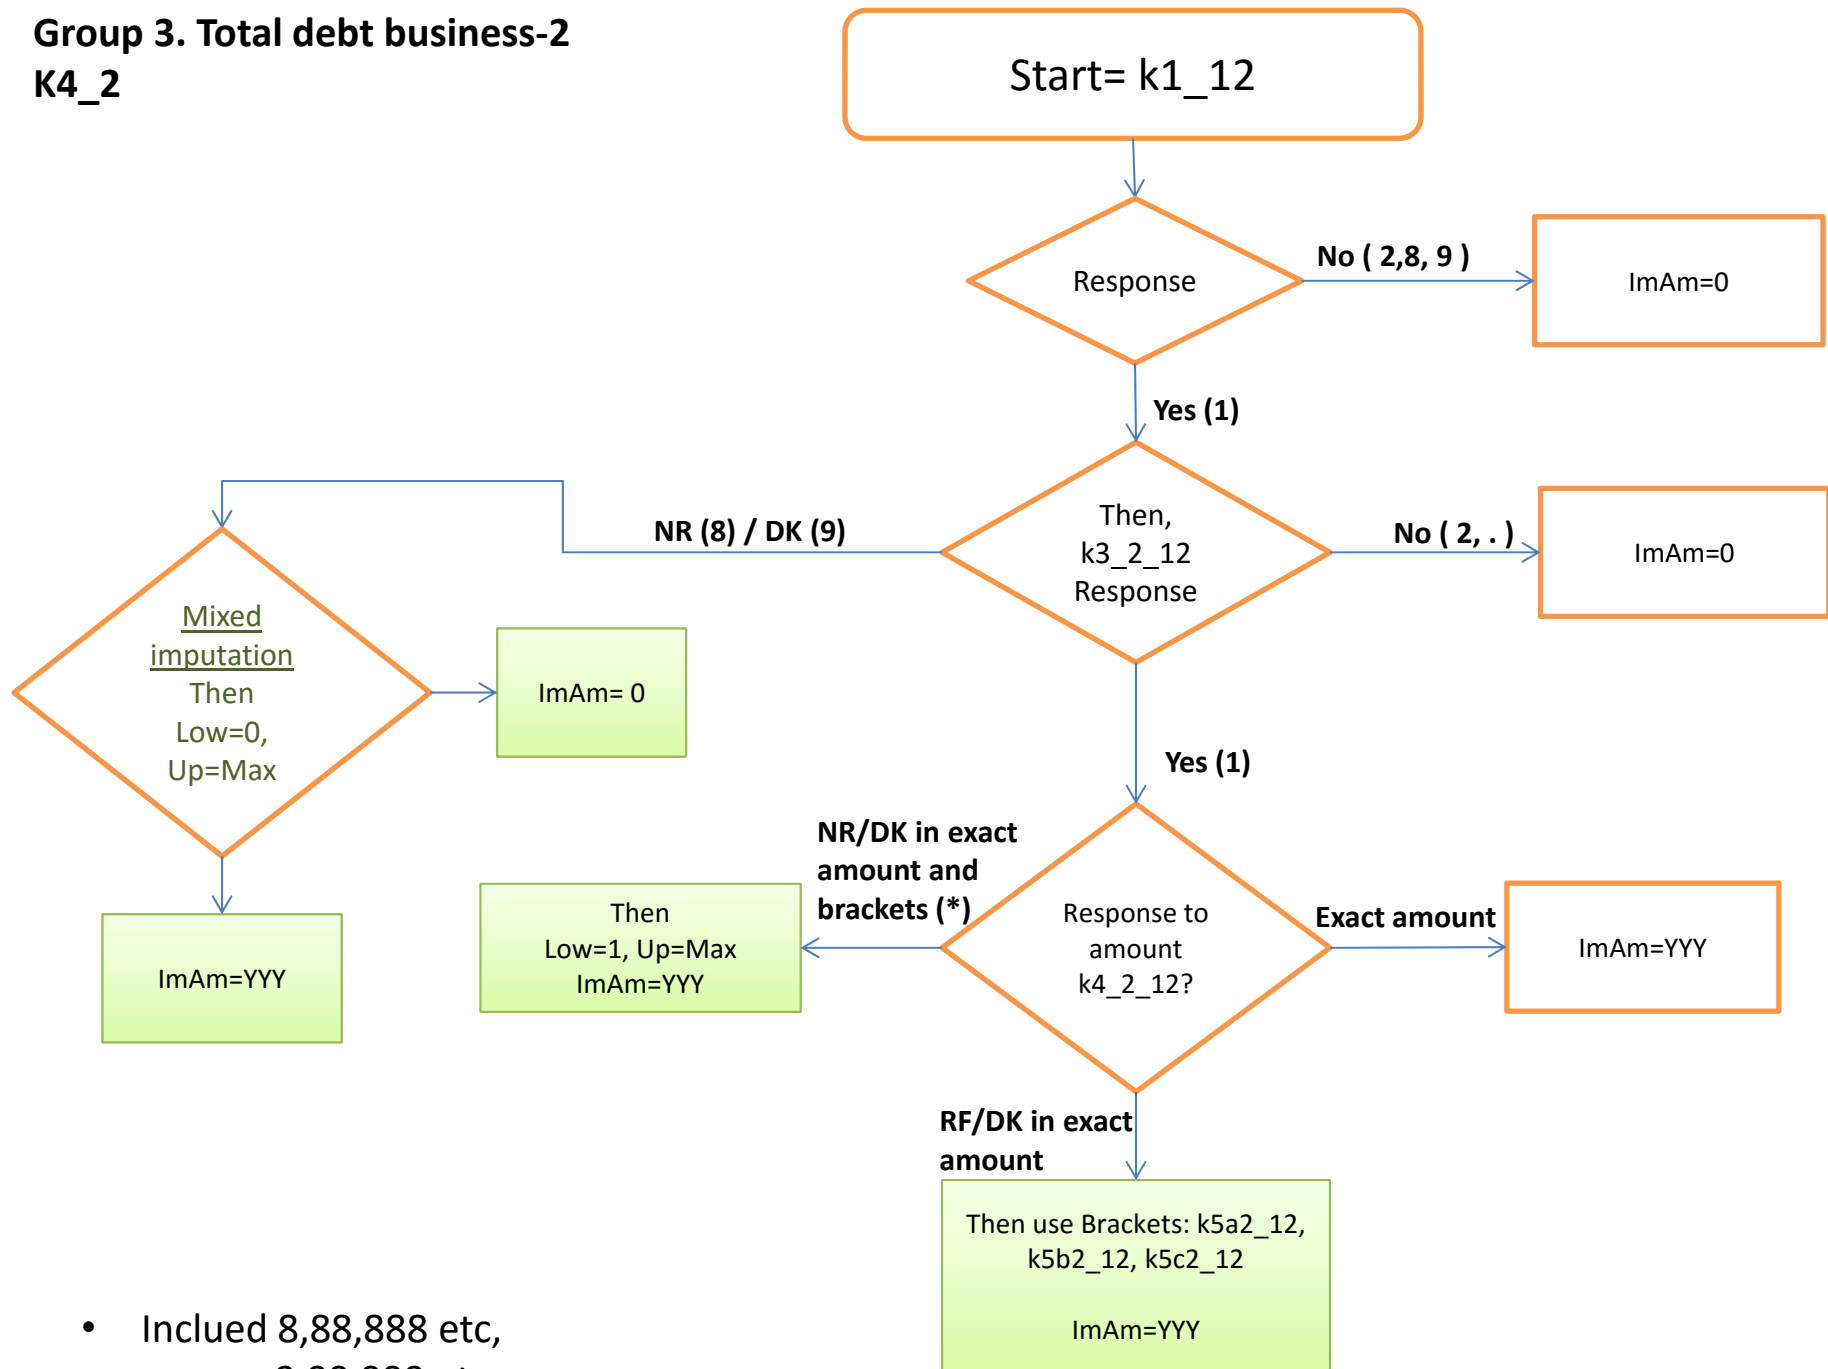 Group 3. Total debt business-2
K4_2
Start= k1_12
Response
No ( 2,8, 9 )
ImAm=0
Yes (1)
Then,
k3_2_12
Response
No ( 2, . )
ImAm=0
NR (8) / DK (9)
Mixed
imputation
Then
Low=0,
Up=Max
ImAm= 0
ImAm=YYY
Yes (1)
Response to
amount
k4_2_12?
NR/DK in exact
amount and
brackets (*)
Then
Low=1, Up=Max
ImAm=YYY
Exact amount
ImAm=YYY
RF/DK in exact
amount
Then use Brackets: k5a2_12,
k5b2_12, k5c2_12
ImAm=YYY
• Inclued 8,88,888 etc,